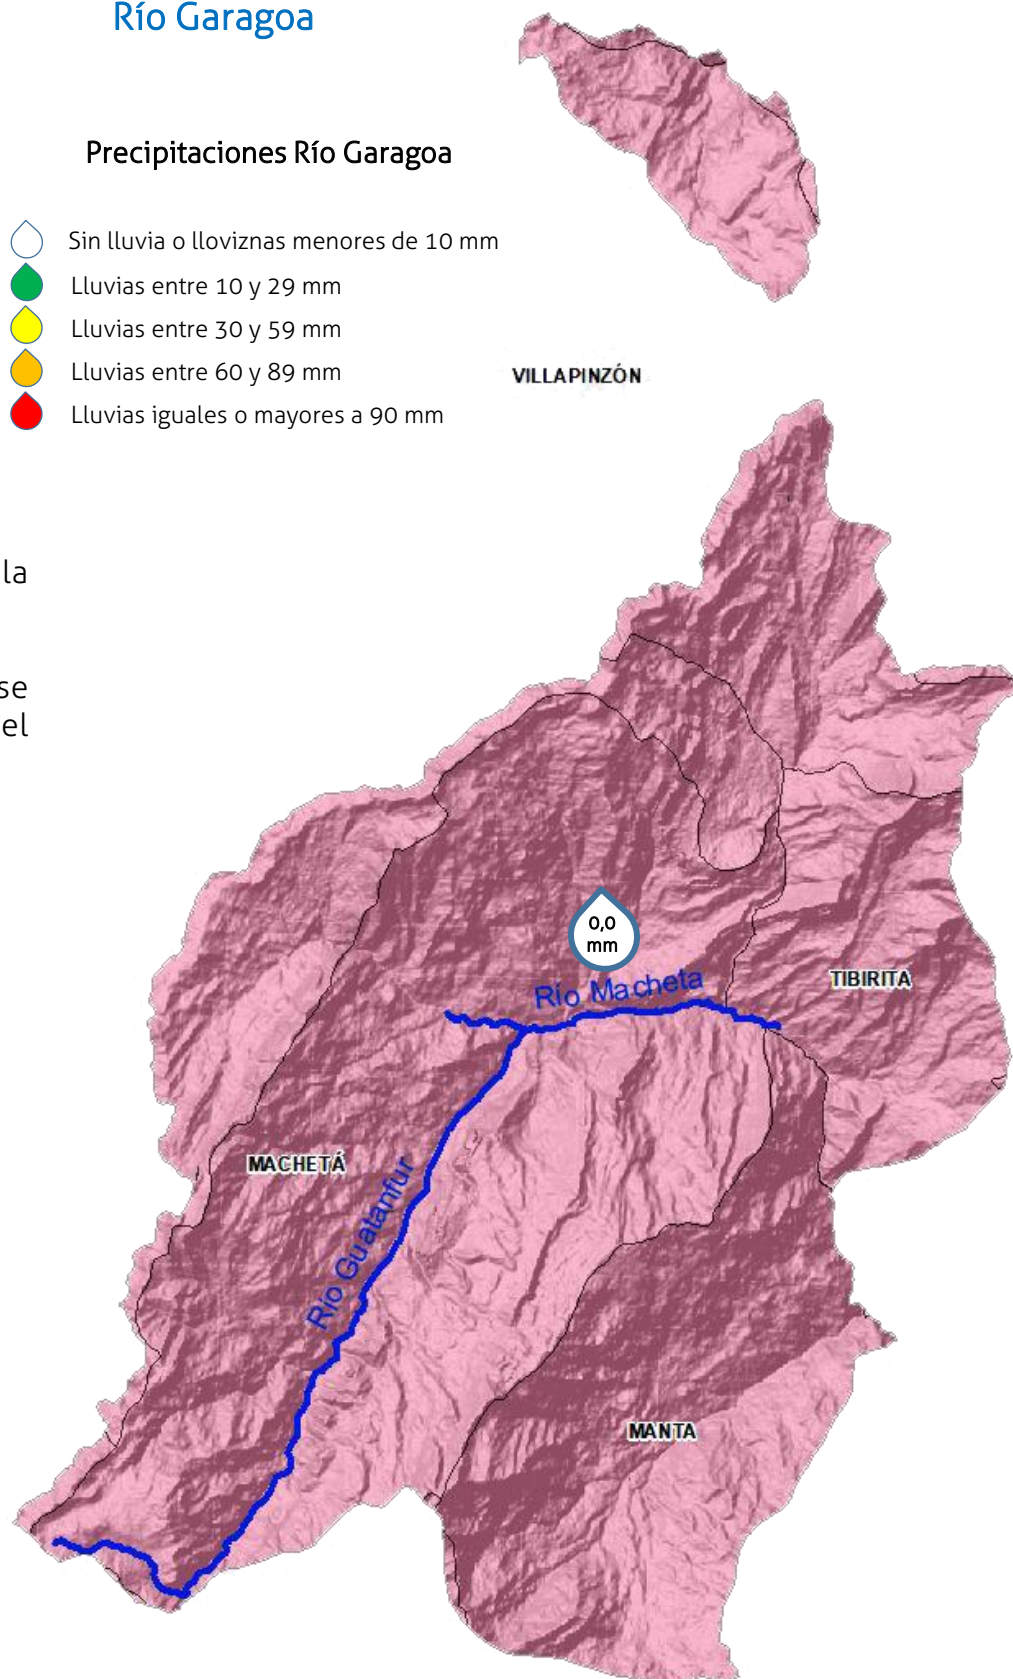 Río Garagoa
Precipitaciones Río Garagoa
Sin lluvia o lloviznas menores de 10 mm
Lluvias entre 10 y 29 mm
Lluvias entre 30 y 59 mm
Lluvias entre 60 y 89 mm
Lluvias iguales o mayores a 90 mm
VILLAPINZÓN
la
se
el
0,0
mm
Río Macheta
TIBIRITA
MACHETÁ
Río Guatanfur
MANTA